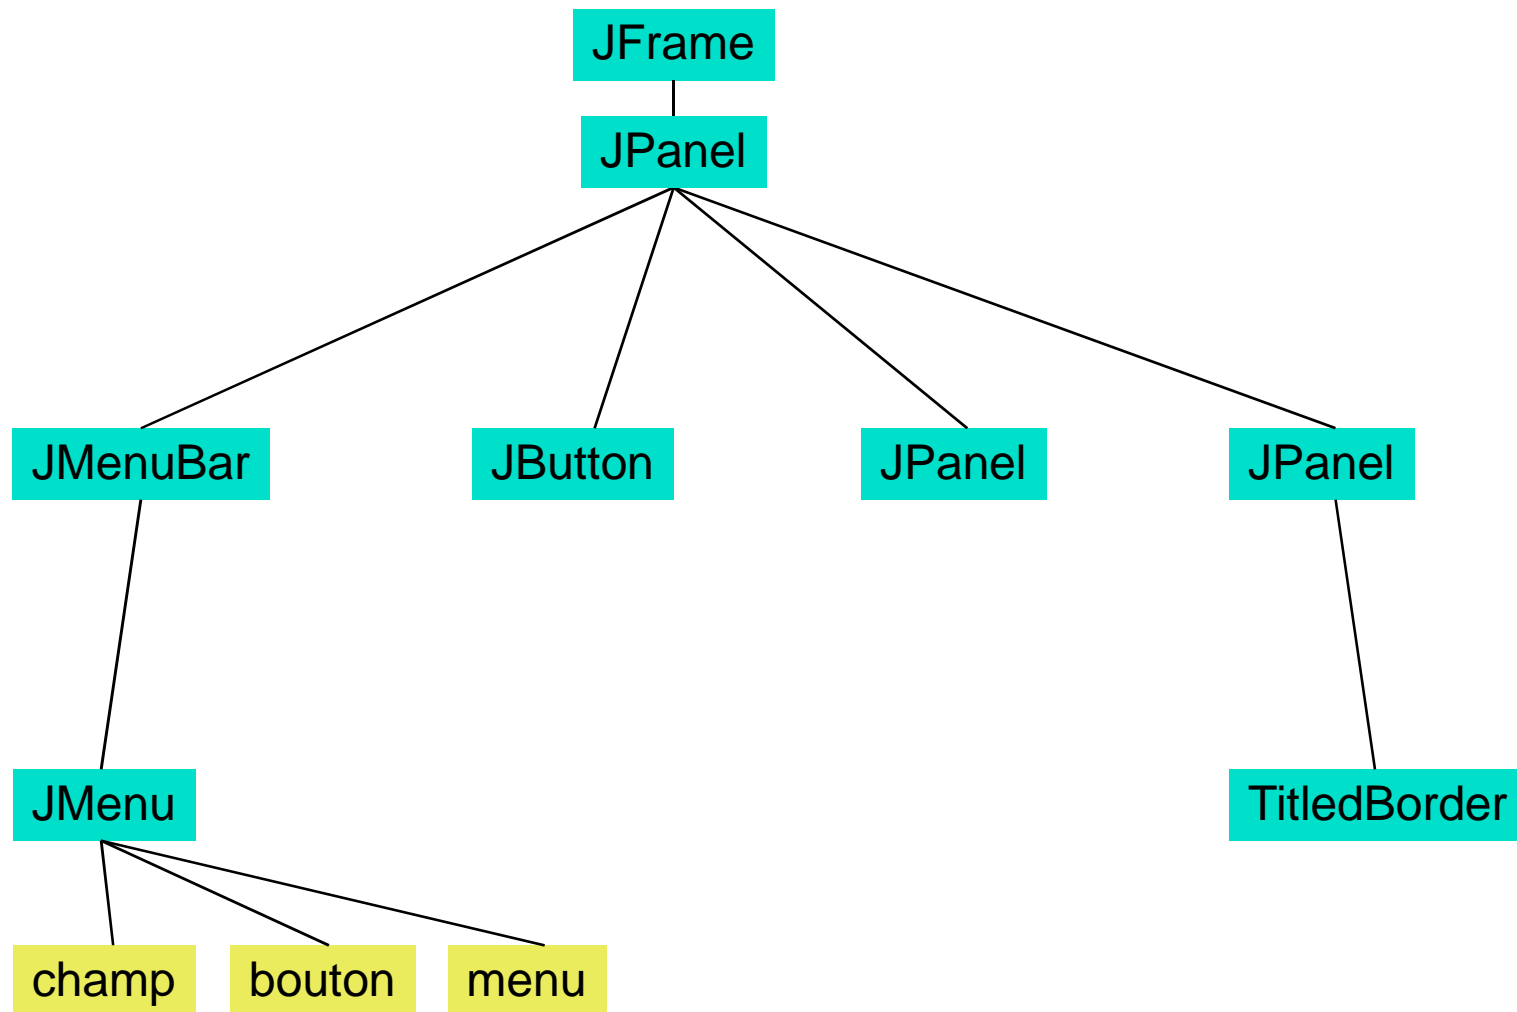 JFrame
JPanel
JMenuBar
JButton
JPanel
JPanel
JMenu
TitledBorder
champ
bouton
menu